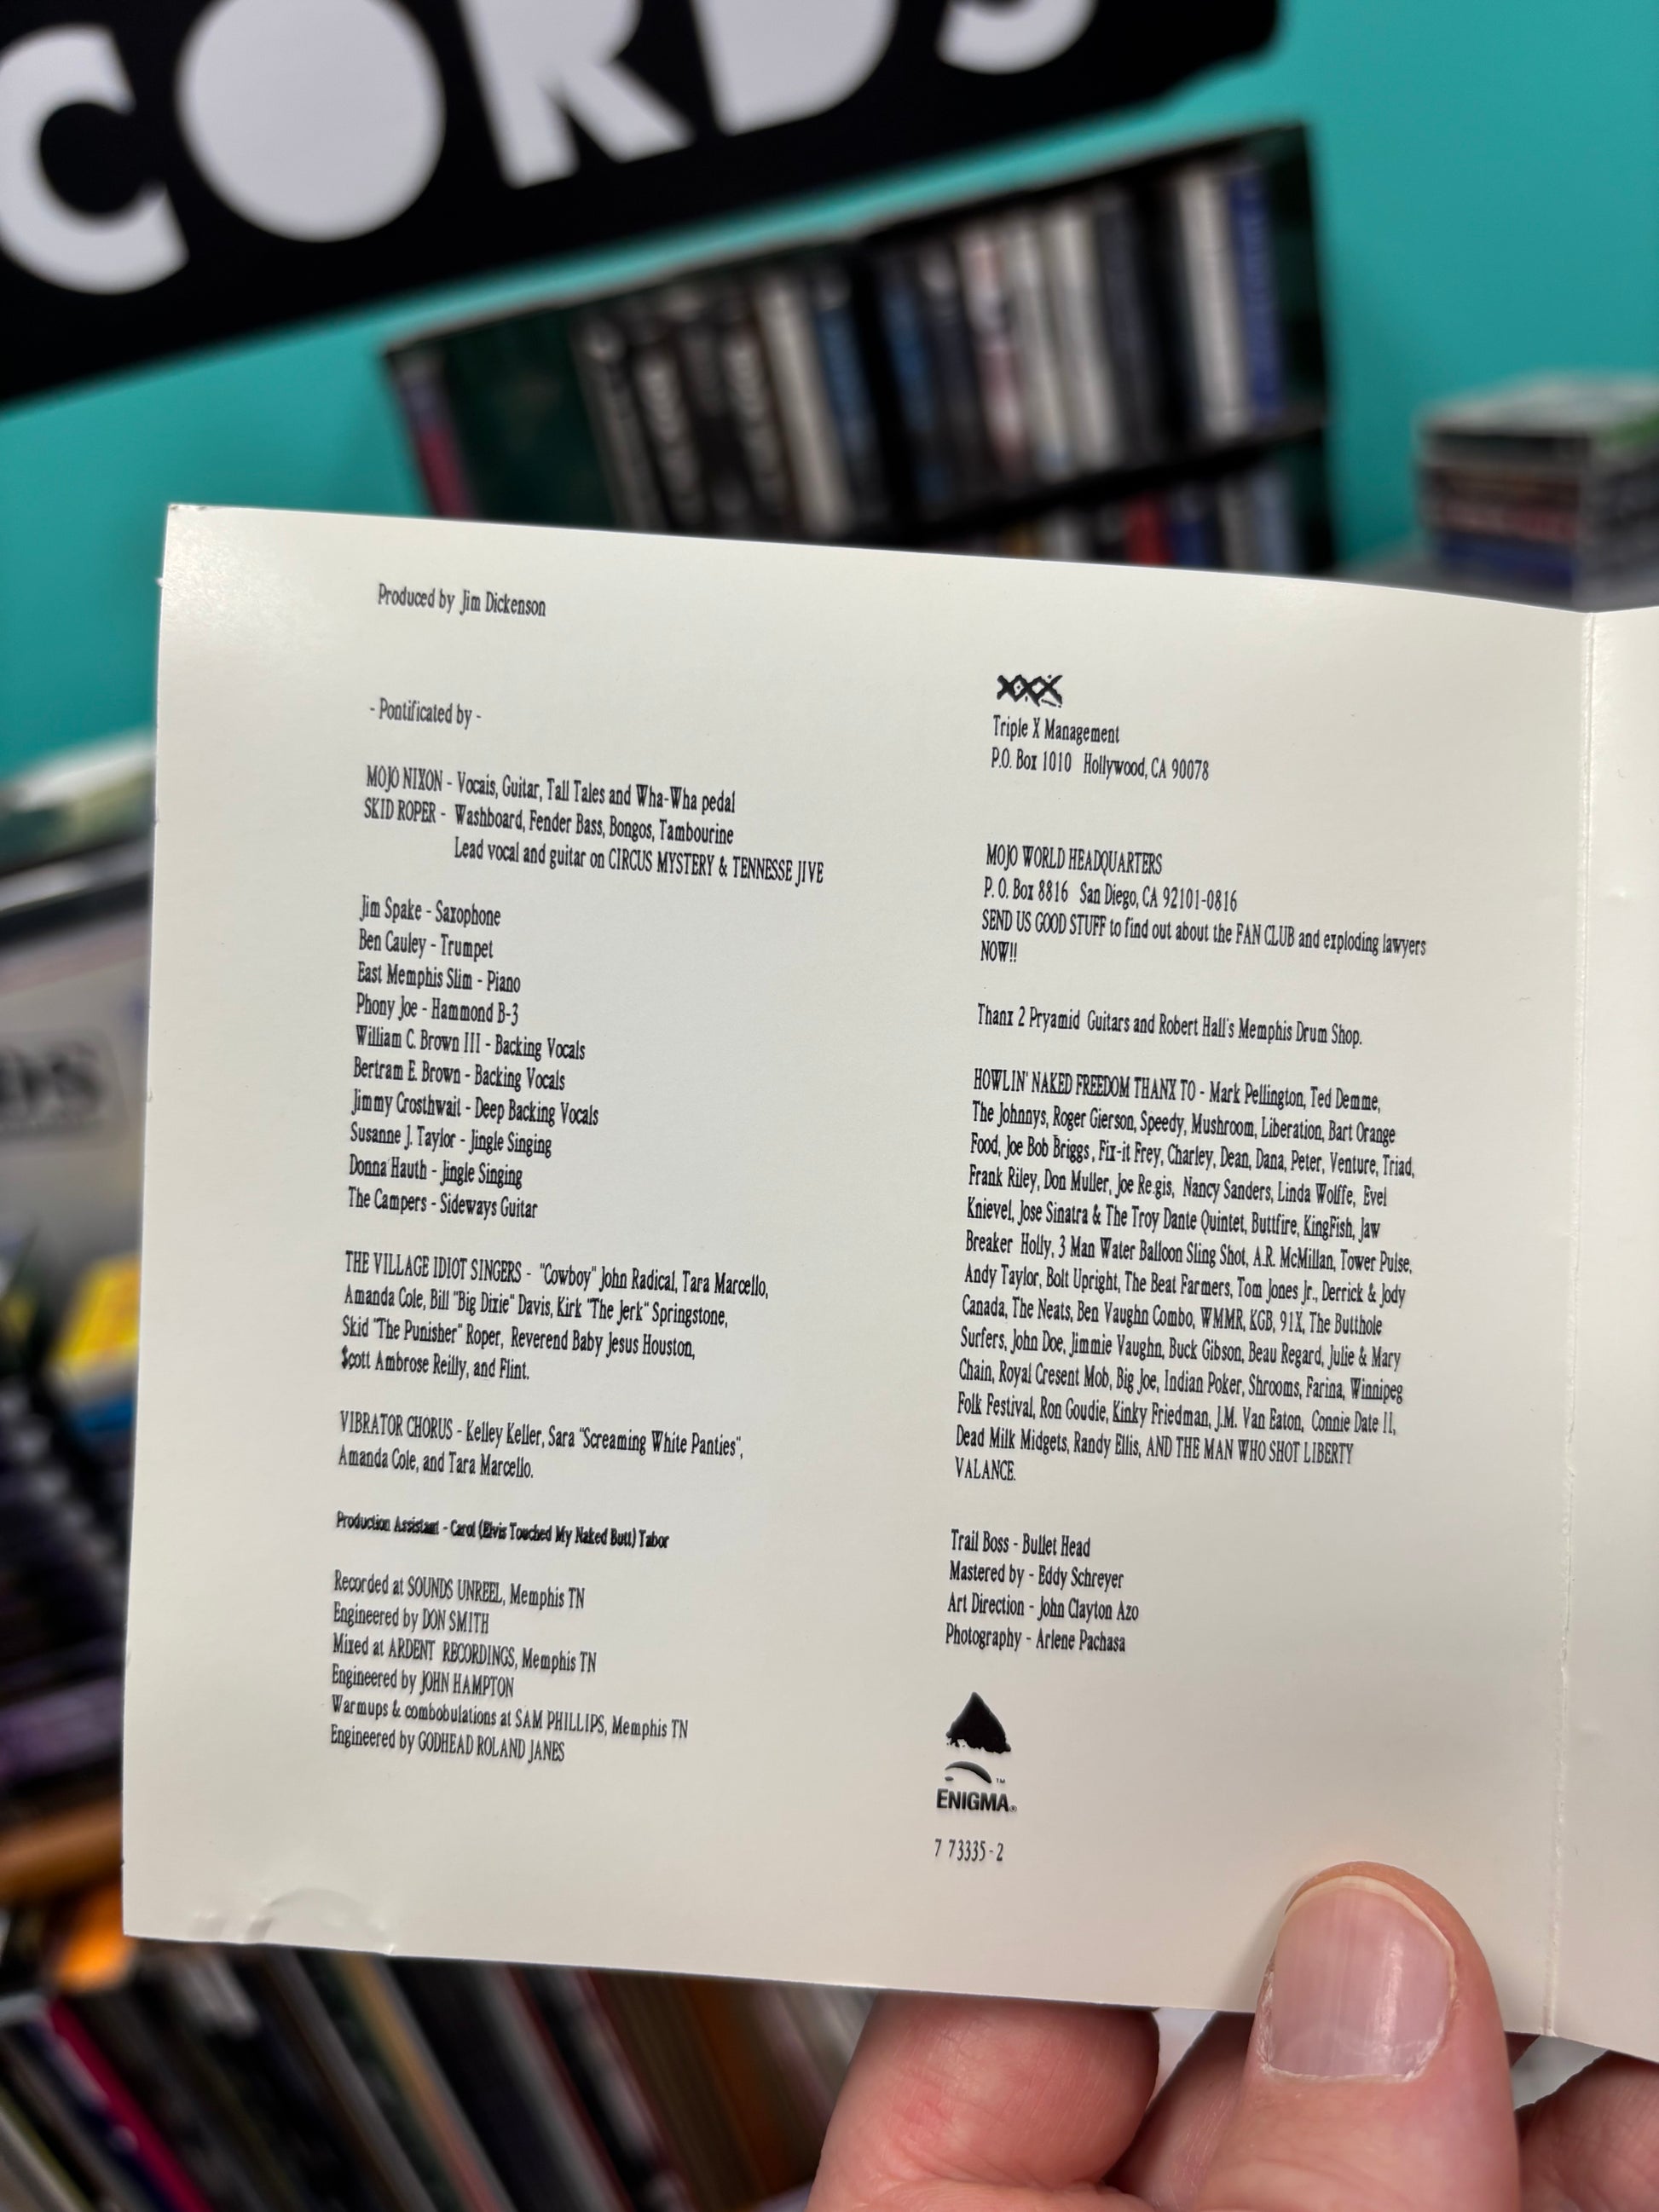 CORDS
Produced by Jim Dickenson
- Pontificated by -
MOJO NIXON - Vocals, Guitar, Tall Tales and Wha-Wha pedal
SKID ROPER - Washboard, Fender Bass, Bongos, Tambourine
Lead vocal and guitar on CIRCUS MYSTERY & TENNESSE JIVE
Jim Spake - Saxophone
Ben Cauley - Trumpet
East Memphis Slim - Piano
Phony Joe - Hammond B-3
William C. Brown III - Backing Vocals
Bertram E. Brown - Backing Vocals
Jimmy Crosthwait - Deep Backing Vocals
Susanne J. Taylor - Jingle Singing
Donna Hauth - Jingle Singing
The Campers - Sideways Guitar
THE VILLAGE IDIOT SINGERS - "Cowboy" John Radical, Tara Marcello,
Amanda Cole, Bill "Big Dixie" Davis, Kirk "The Jerk" Springstone,
Skid "The Punisher" Roper, Reverend Baby Jesus Houston,
Scott Ambrose Reilly, and Flint.
VIBRATOR CHORUS - Kelley Keller, Sara "Screaming White Panties",
Amanda Cole, and Tara Marcello.
Production Assistant - Carol (Elvis Touched My Naked Butt) Yabor
Recorded at SOUNDS UNREEL, Memphis TN
Engineered by DON SMITH
Mixed at ARDENT RECORDINGS, Memphis TN
Engineered by JOHN HAMPTON
Warmups & combobulations at SAM PHILLIPS, Memphis TN
Engineered by GODHEAD ROLAND JANES
XXX
Triple X Management
P.O. Box 1010 Hollywood, CA 90078
MOJO WORLD HEADQUARTERS
P. O. Box 8816 San Diego, CA 92101-0816
SEND US GOOD STUFF to find out about the FAN CLUB and exploding lawyers
NOW!!
Thanx 2 Pryamid Guitars and Robert Hall's Memphis Drum Shop.
HOWLIN' NAKED FREEDOM THANX TO - Mark Pellington, Ted Demme,
The Johnnys, Roger Gierson, Speedy, Mushroom, Liberation, Bart Orange
Food, Joe Bob Briggs, Fix-it Frey, Charley, Dean, Dana, Peter, Venture, Triad,
Frank Riley, Don Muller, Joe Re.gis, Nancy Sanders, Linda Wolffe, Evel
Knievel, Jose Sinatra & The Troy Dante Quintet, Buttfire, KingFish, Jaw
Breaker Holly, 3 Man Water Balloon Sling Shot, A.R. McMillan, Tower Pulse,
Andy Taylor, Bolt Upright, The Beat Farmers, Tom Jones Jr., Derrick & Jody
Canada, The Neats, Ben Vaughn Combo, WMMR, KGB, 91X, The Butthole
Surfers, John Doe, Jimmie Vaughn, Buck Gibson, Beau Regard, Julie & Mary
Chain, Royal Cresent Mob, Big Joe, Indian Poker, Shrooms, Farina, Winnipeg
Folk Festival, Ron Goudie, Kinky Friedman, J.M. Van Eaton, Connie Date II,
Dead Milk Midgets, Randy Ellis, AND THE MAN WHO SHOT LIBERTY
VALANCE.
Trail Boss - Bullet Head
Mastered by - Eddy Schreyer
Art Direction - John Clayton Azo
Photography - Arlene Pachasa
ENIGMA®
7 73335-2